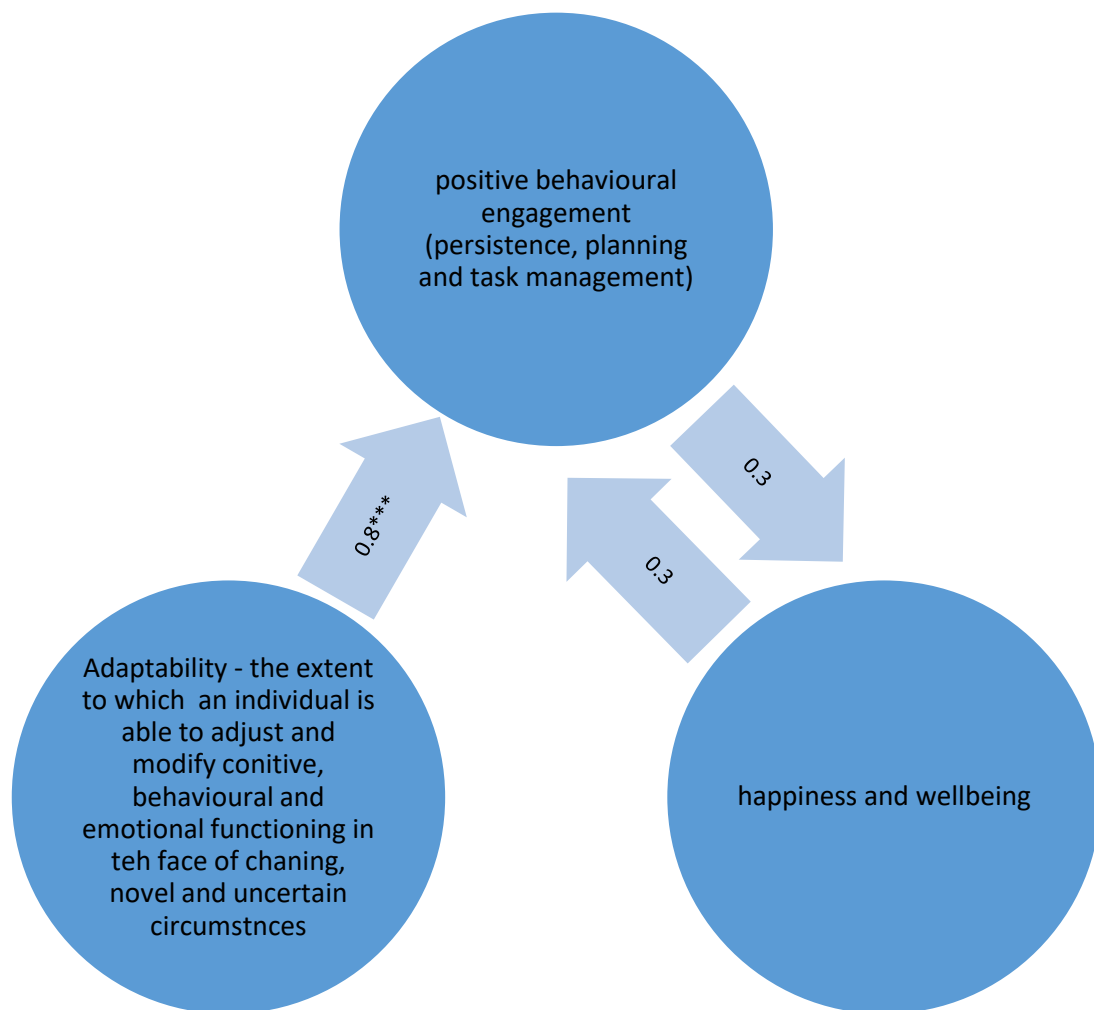 positive behavioural
engagement
(persistence, planning
and task management)
0.3
0.8***
0.3
Adaptability - the extent
to which an individual is
able to adjust and
modify conitive,
behavioural and
emotional functioning in
teh face of chaning,
novel and uncertain
circumstnces
happiness and wellbeing